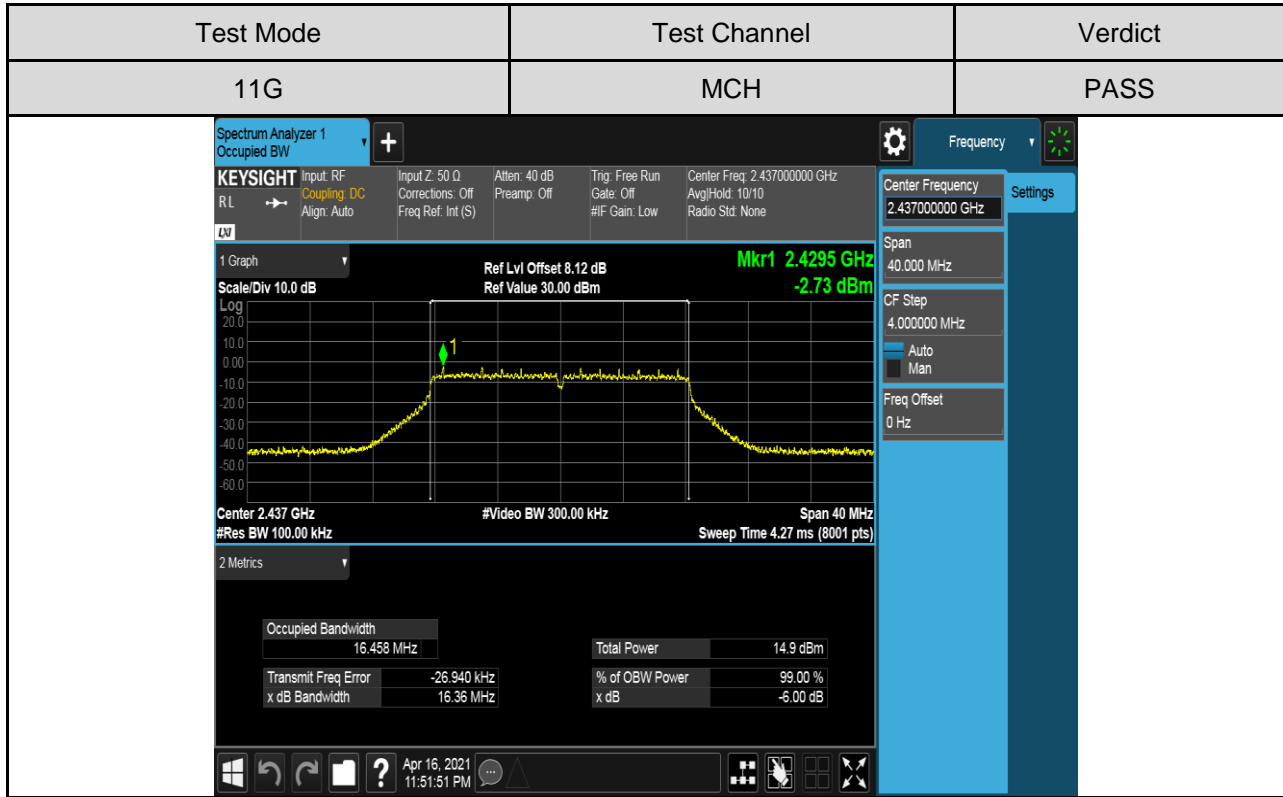 Test Mode Test Channel Verdict
11G MCH PASS
Spectrum Analyzer 1
Occupied BW
+
Frequency
KEYSIGHT Input: RF Input Z: 50 Ω Atten: 40 dB Trig: Free Run Center Freq: 2.437000000 GHz
RL Coupling: DC Corrections: Off Preamp: Off Gate: Off Avg|Hold: 10/10
Align: Auto Freq Ref: Int (S) #IF Gain: Low Radio Std: None
LXI
Center Frequency
2.437000000 GHz
Settings
Span
40.000 MHz
CF Step
4.000000 MHz
Auto
Man
Freq Offset
0 Hz
1 Graph Ref Lvl Offset 8.12 dB Mkr1 2.4295 GHz
Scale/Div 10.0 dB Ref Value 30.00 dBm -2.73 dBm
Log
20.0
10.0
0.00
-10.0
-20.0
-30.0
-40.0
-50.0
-60.0
1
Center 2.437 GHz #Video BW 300.00 kHz Span 40 MHz
#Res BW 100.00 kHz Sweep Time 4.27 ms (8001 pts)
2 Metrics
Occupied Bandwidth
16.458 MHz Total Power 14.9 dBm
Transmit Freq Error -26.940 kHz % of OBW Power 99.00 %
x dB Bandwidth 16.36 MHz x dB -6.00 dB
? Apr 16, 2021
11:51:51 PM